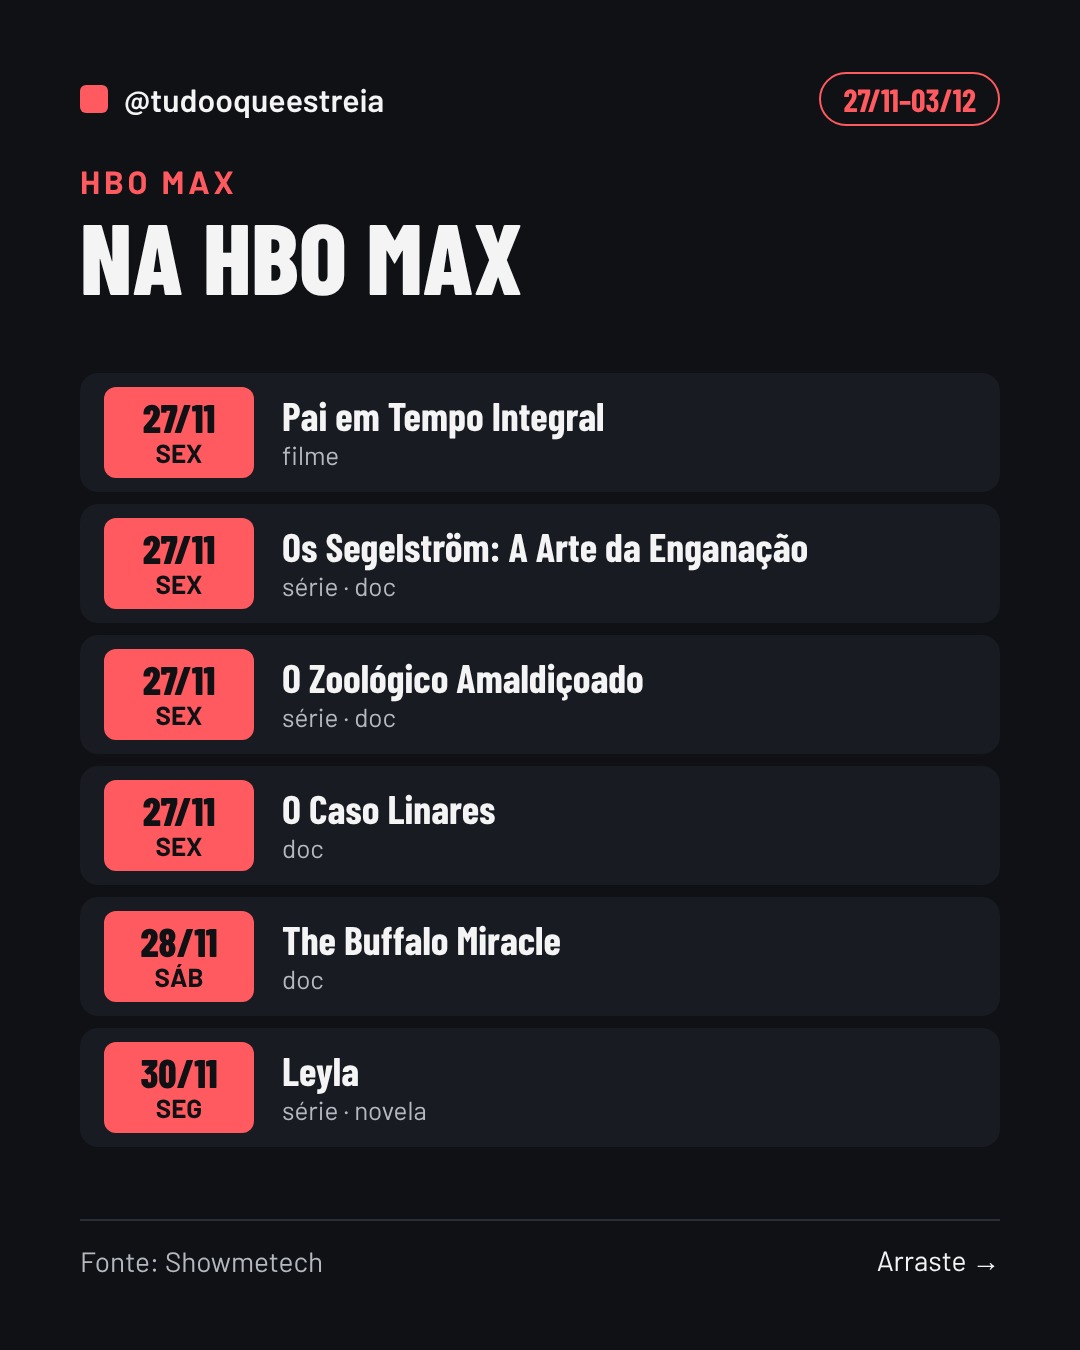 @tudooqueestreia
27/11–03/12
HBO MAX
NA HBO MAX
27/11
SEX
Pai em Tempo Integral
filme
27/11
SEX
Os Segelström: A Arte da Enganação
série · doc
27/11
SEX
O Zoológico Amaldiçoado
série · doc
27/11
SEX
O Caso Linares
doc
28/11
SÁB
The Buffalo Miracle
doc
30/11
SEG
Leyla
série · novela
Fonte: Showmetech
Arraste →